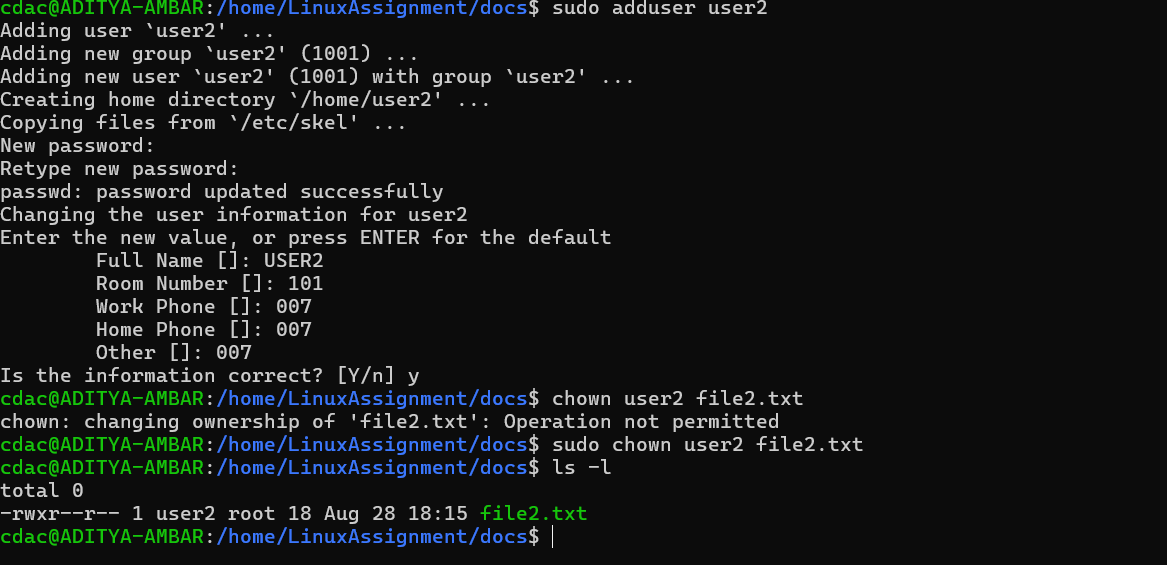 cdac@ADITYA-AMBAR:/home/LinuxAssignment/docs$ sudo adduser user2
Adding user `user2' ...
Adding new group `user2' (1001) ...
Adding new user `user2' (1001) with group `user2' ...
Creating home directory `/home/user2' ...
Copying files from `/etc/skel' ...
New password:
Retype new password:
passwd: password updated successfully
Changing the user information for user2
Enter the new value, or press ENTER for the default
        Full Name []: USER2
        Room Number []: 101
        Work Phone []: 007
        Home Phone []: 007
        Other []: 007
Is the information correct? [Y/n] y
cdac@ADITYA-AMBAR:/home/LinuxAssignment/docs$ chown user2 file2.txt
chown: changing ownership of 'file2.txt': Operation not permitted
cdac@ADITYA-AMBAR:/home/LinuxAssignment/docs$ sudo chown user2 file2.txt
cdac@ADITYA-AMBAR:/home/LinuxAssignment/docs$ ls -l
total 0
-rwxr--r-- 1 user2 root 18 Aug 28 18:15 file2.txt
cdac@ADITYA-AMBAR:/home/LinuxAssignment/docs$